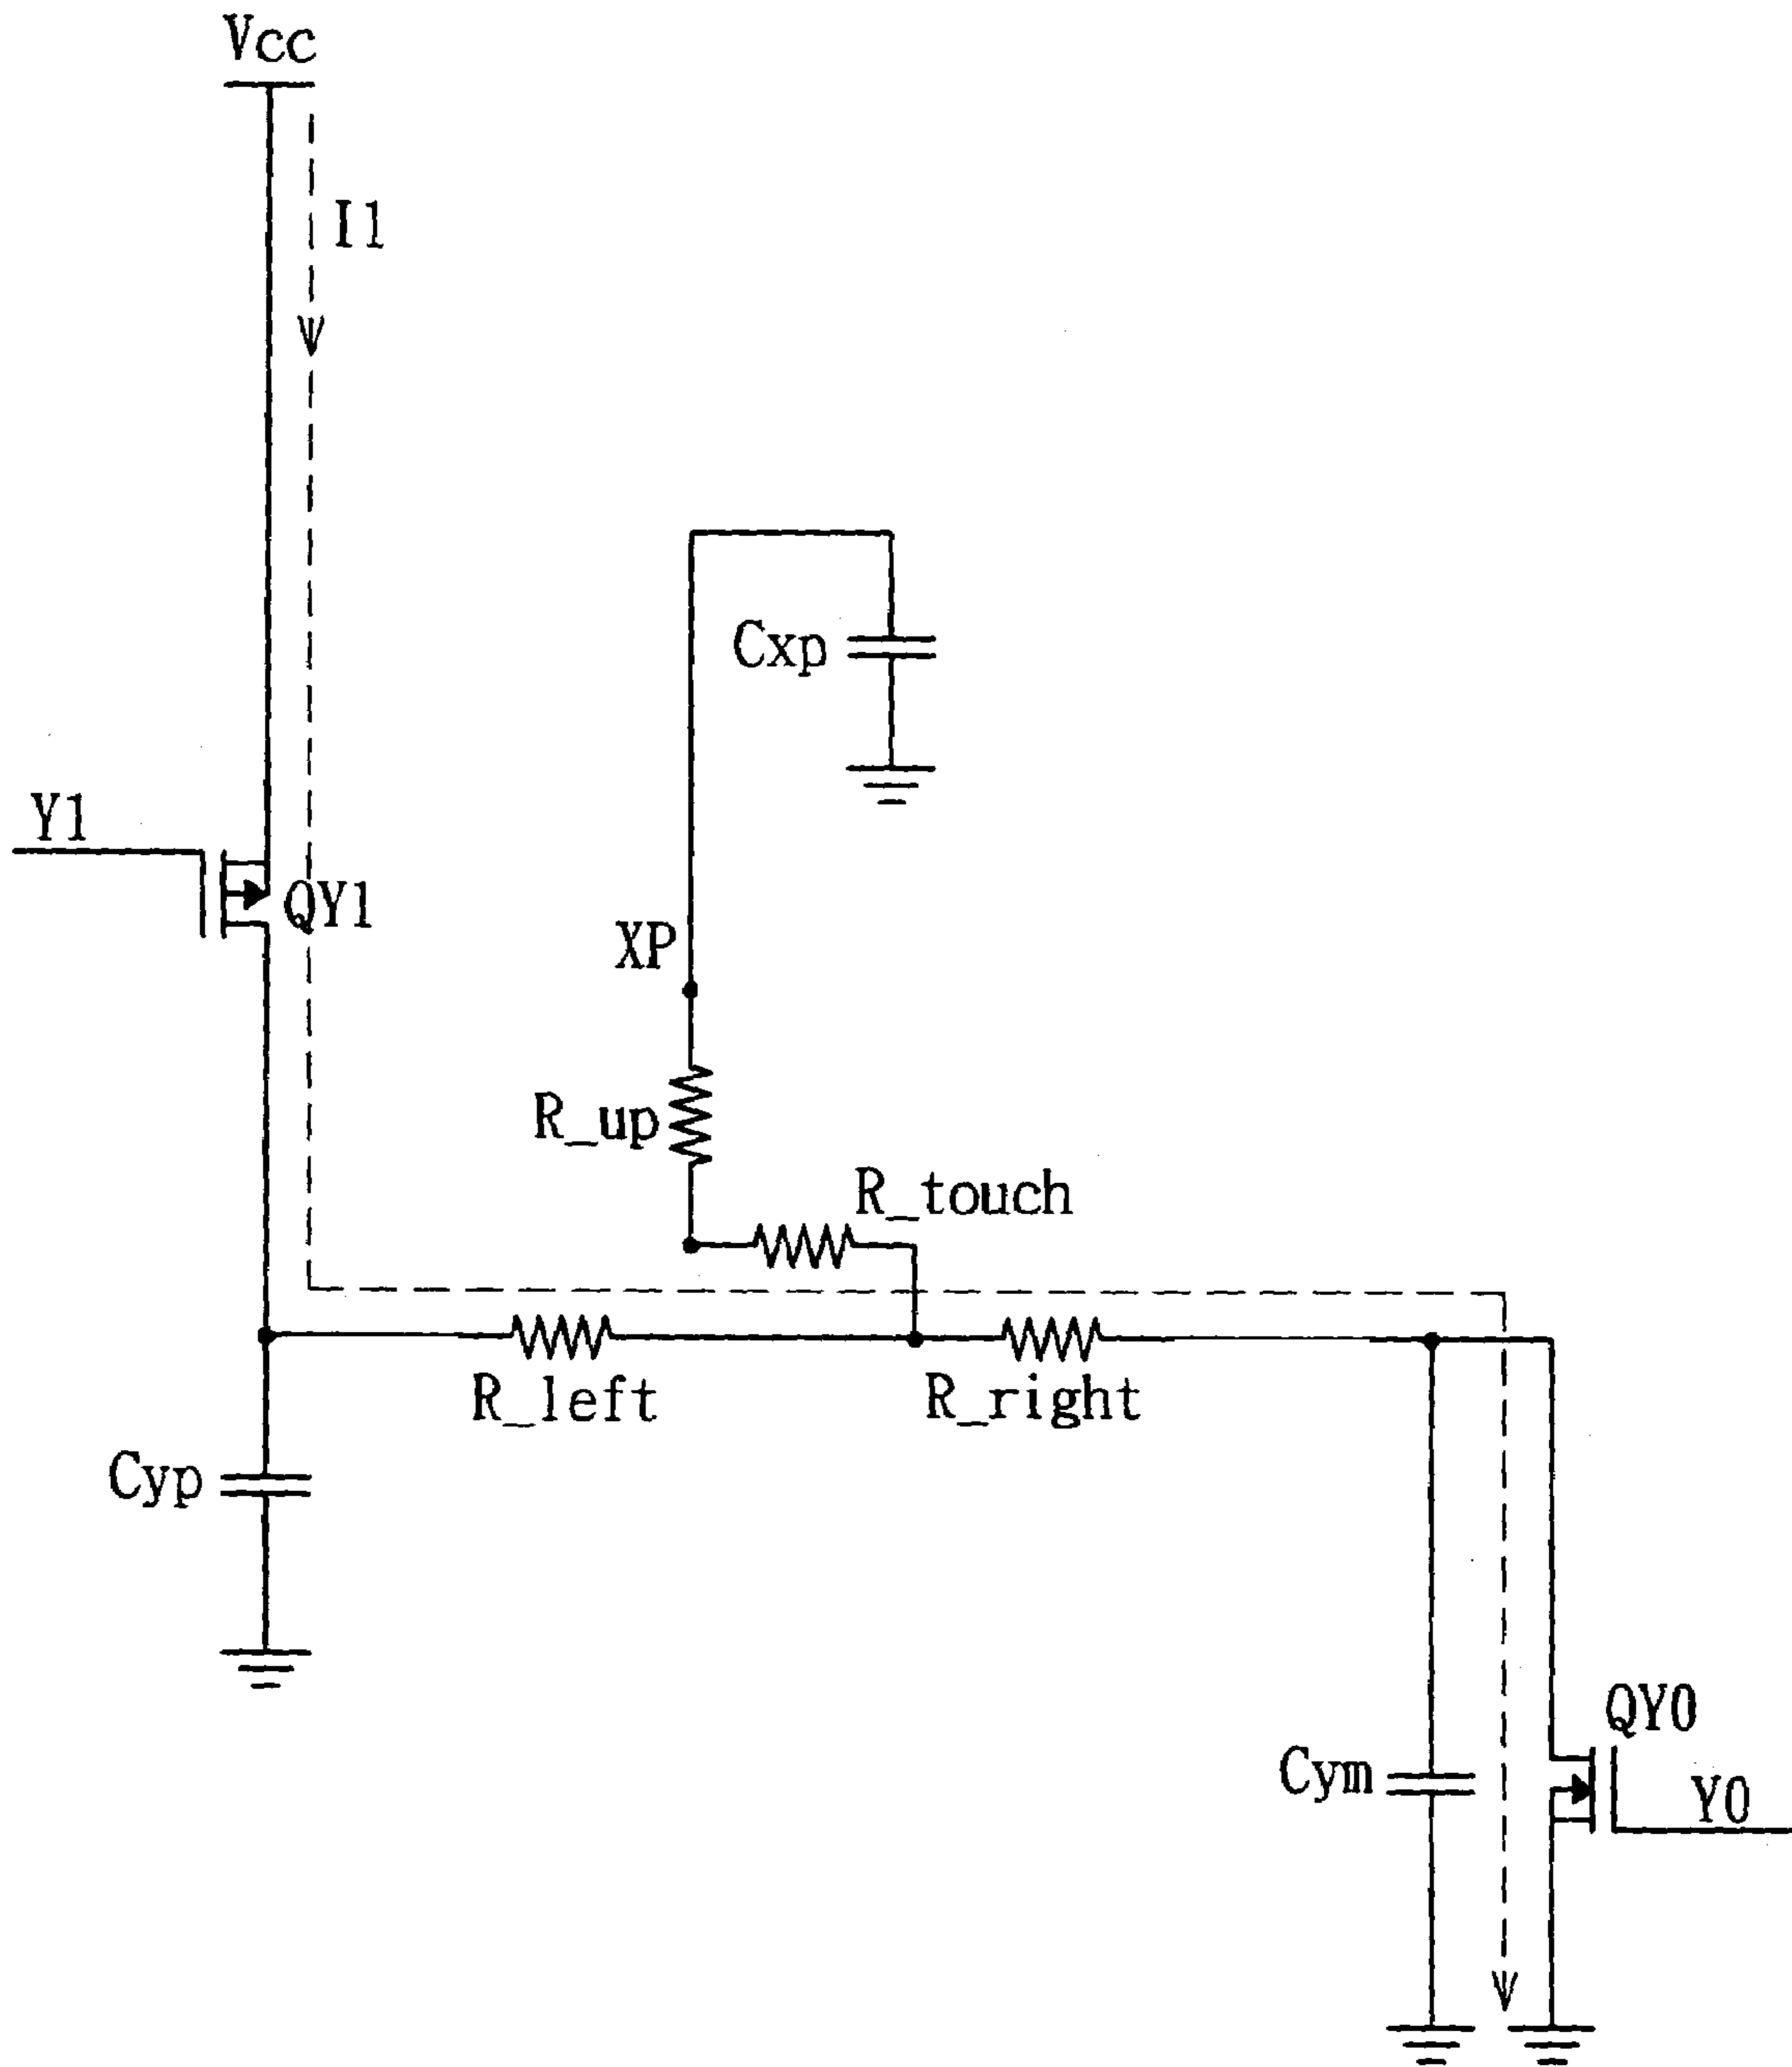 Vcc
I1
Cxp
Y1
QY1
XP
R_up
R_touch
R_left
R_right
Cyp
QY0
Cym
Y0